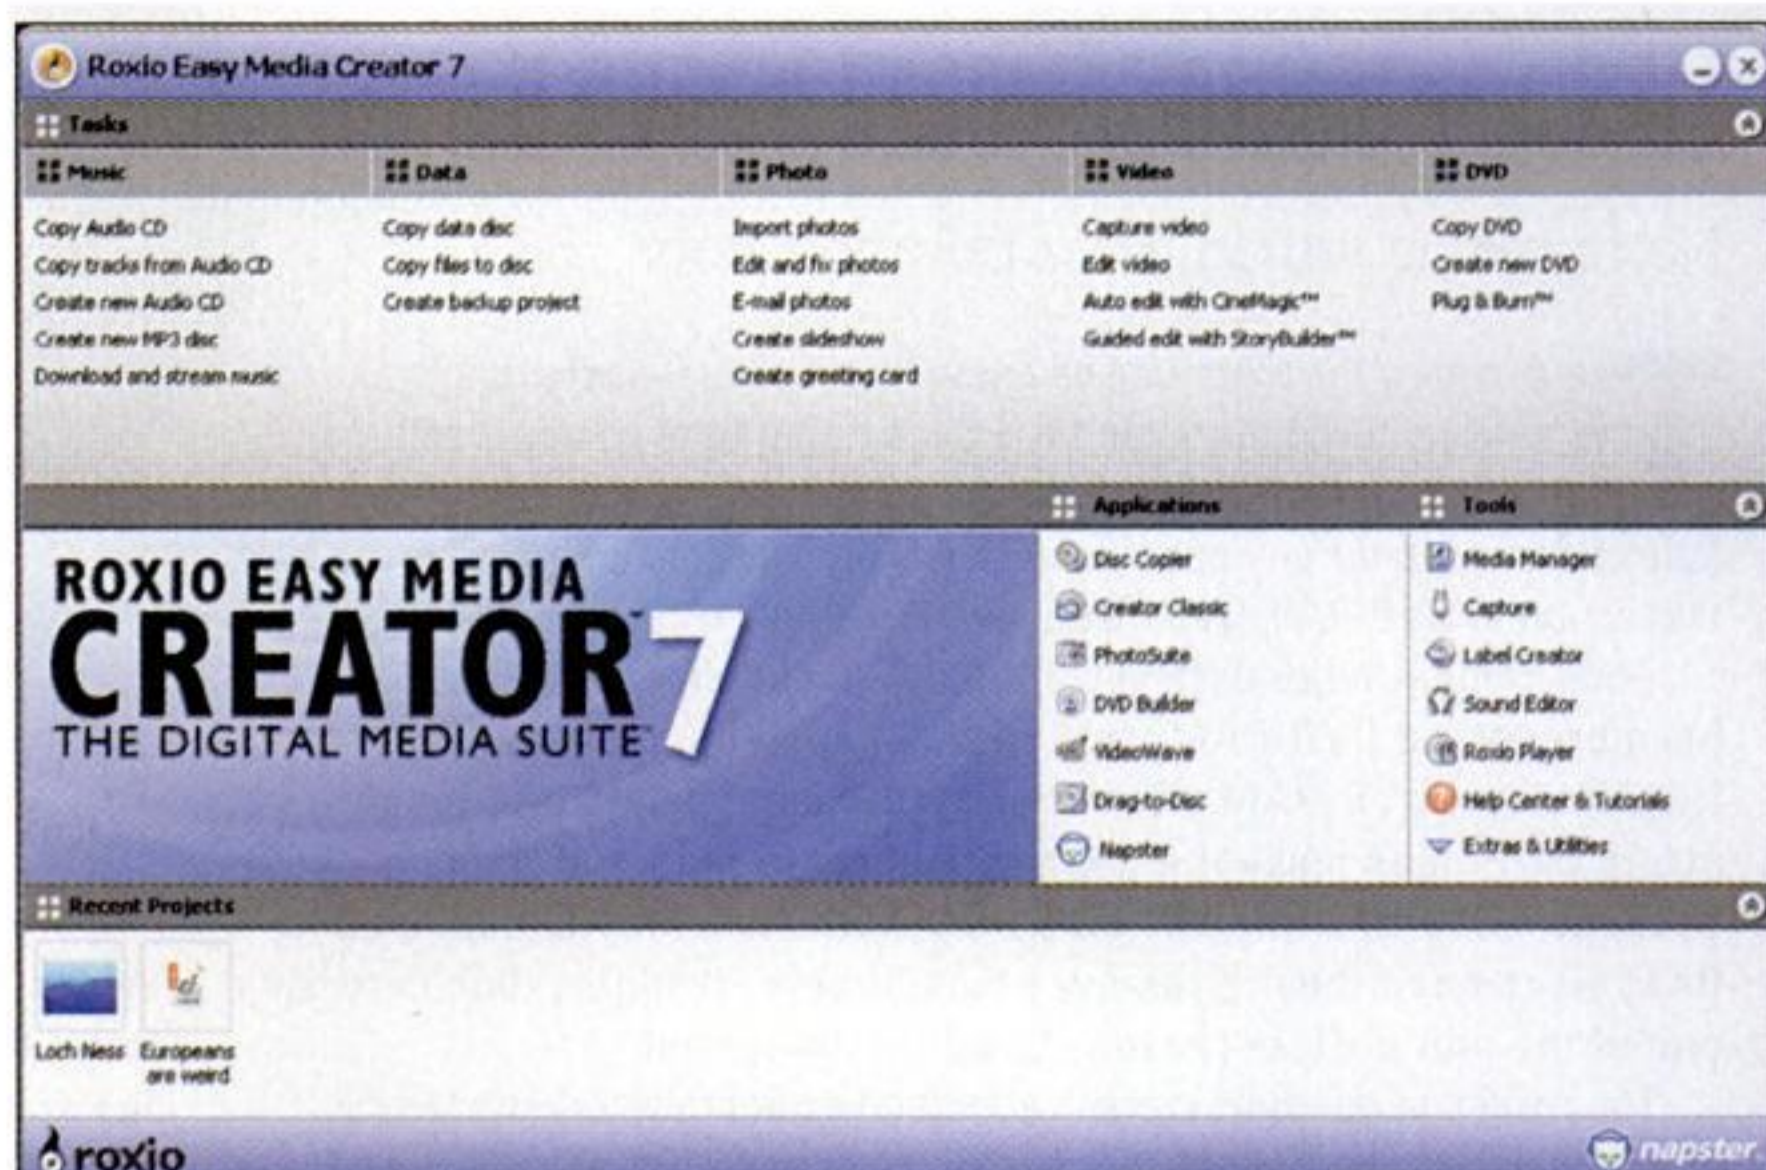 Roxio Easy Media Creator 7
Tasks
Music
Copy Audio CD
Copy tracks from Audio CD
Create new Audio CD
Create new MP3 disc
Download and stream music
Data
Copy data disc
Copy files to disc
Create backup project
Photo
Import photos
Edit and fix photos
E-mail photos
Create slideshow
Create greeting card
Video
Capture video
Edit video
Auto edit with CineMagic™
Guided edit with StoryBuilder™
DVD
Copy DVD
Create new DVD
Plug & Burn™
ROXIO EASY MEDIA
CREATOR™ 7
THE DIGITAL MEDIA SUITE™
Applications
Disc Copier
Creator Classic
PhotoSuite
DVD Builder
VideoWave
Drag-to-Disc
Napster
Tools
Media Manager
Capture
Label Creator
Sound Editor
Roxio Player
Help Center & Tutorials
Extras & Utilities
Recent Projects
Loch Ness
Europeans
are weird
roxio
napster.